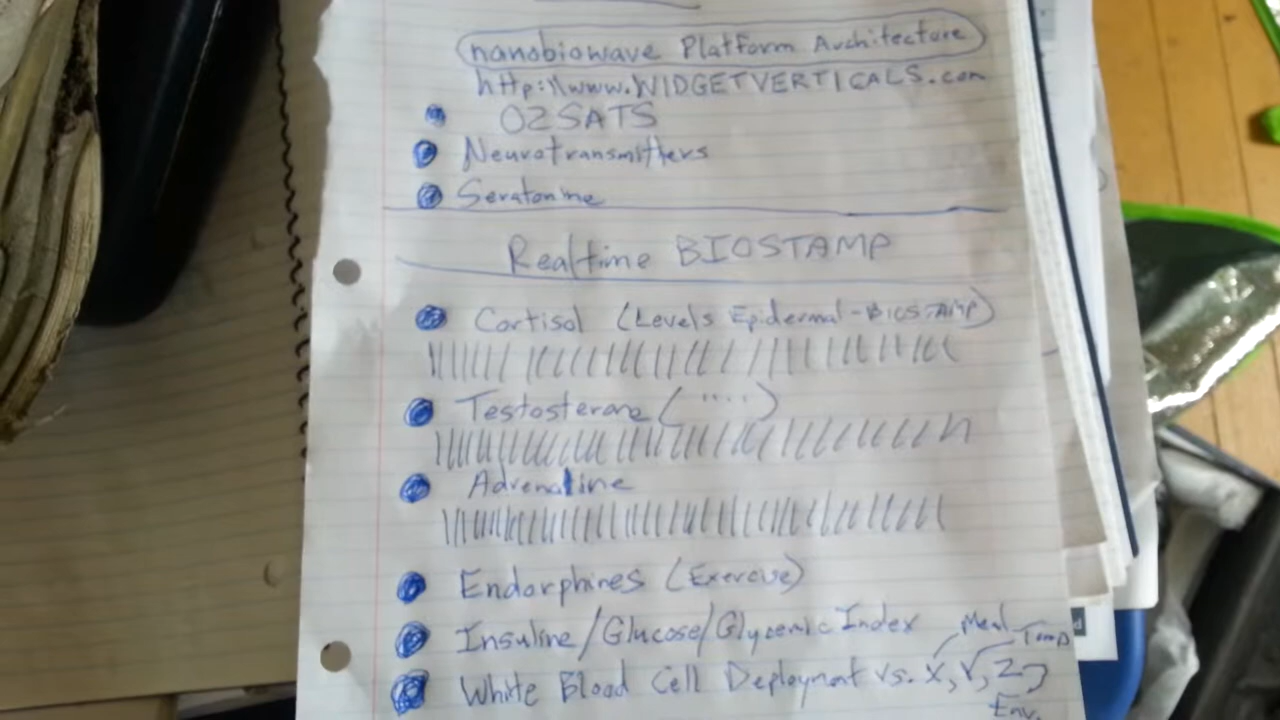 nanobiowave Platform Architecture
http://www.WIDGETVERTICALS.com
O2SATS
Neurotransmitters
Seratonine
Realtime BIOSTAMP
Cortisol (Levels Epidermal-BIOSTAMP)
Testosterone (....)
Adrenaline
Endorphines (Exercise)
Insuline/Glucose/Glycemic Index
Meal Temp
White Blood Cell Deployment vs. X, Y, Z
Env.